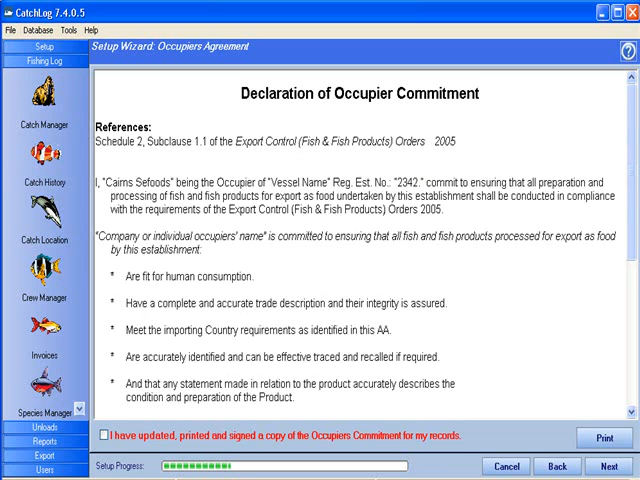 CatchLog 7.4.0.5
File Database Tools Help
Setup
Setup Wizard: Occupiers Agreement
Fishing Log
Catch Manager
Catch History
Catch Location
Crew Manager
Invoices
Species Manager
Unloads
Reports
Export
Users
Declaration of Occupier Commitment
References:
Schedule 2, Subclause 1.1 of the Export Control (Fish & Fish Products) Orders 2005
I, "Cairns Sefoods" being the Occupier of "Vessel Name" Reg. Est. No.: "2342." commit to ensuring that all preparation and
processing of fish and fish products for export as food undertaken by this establishment shall be conducted in compliance
with the requirements of the Export Control (Fish & Fish Products) Orders 2005.
"Company or individual occupiers' name" is committed to ensuring that all fish and fish products processed for export as food
by this establishment:
* Are fit for human consumption.
* Have a complete and accurate trade description and their integrity is assured.
* Meet the importing Country requirements as identified in this AA.
* Are accurately identified and can be effective traced and recalled if required.
* And that any statement made in relation to the product accurately describes the
condition and preparation of the Product.
I have updated, printed and signed a copy of the Occupiers Commitment for my records.
Print
Setup Progress:
Cancel Back Next